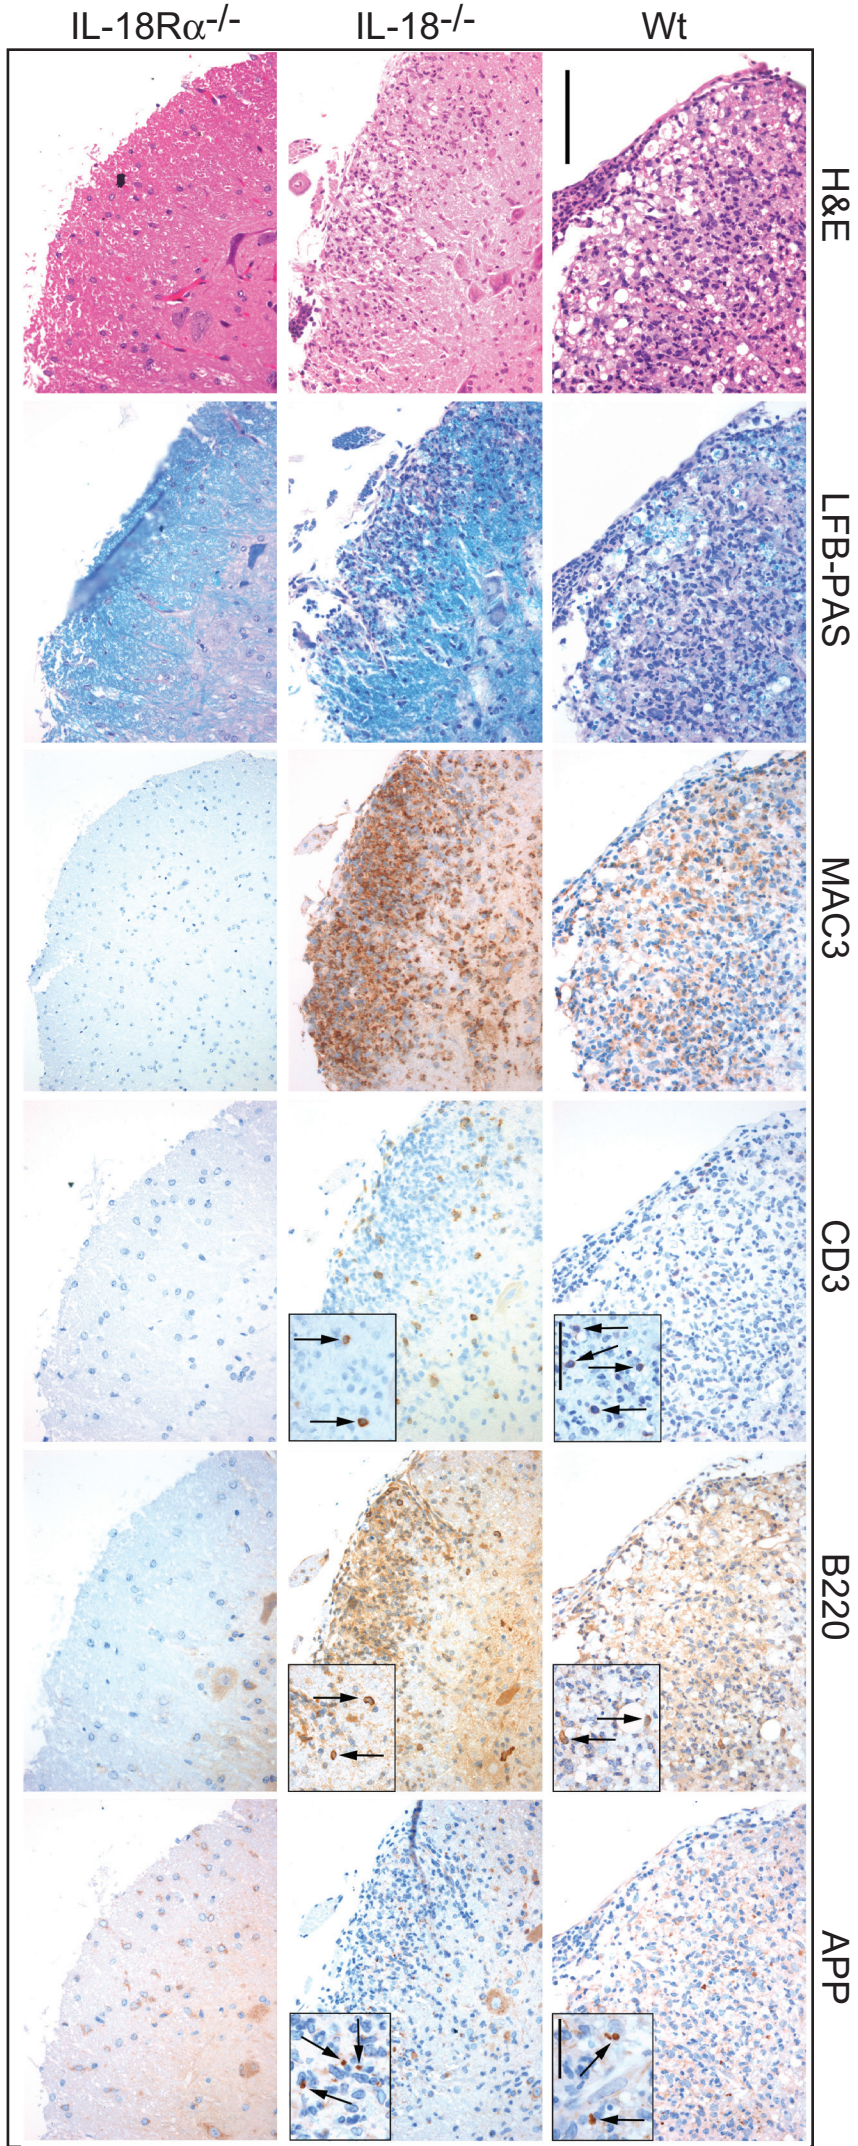 IL-18Rα-/- IL-18-/- Wt
H&E
LFB-PAS
MAC3
CD3
B220
APP